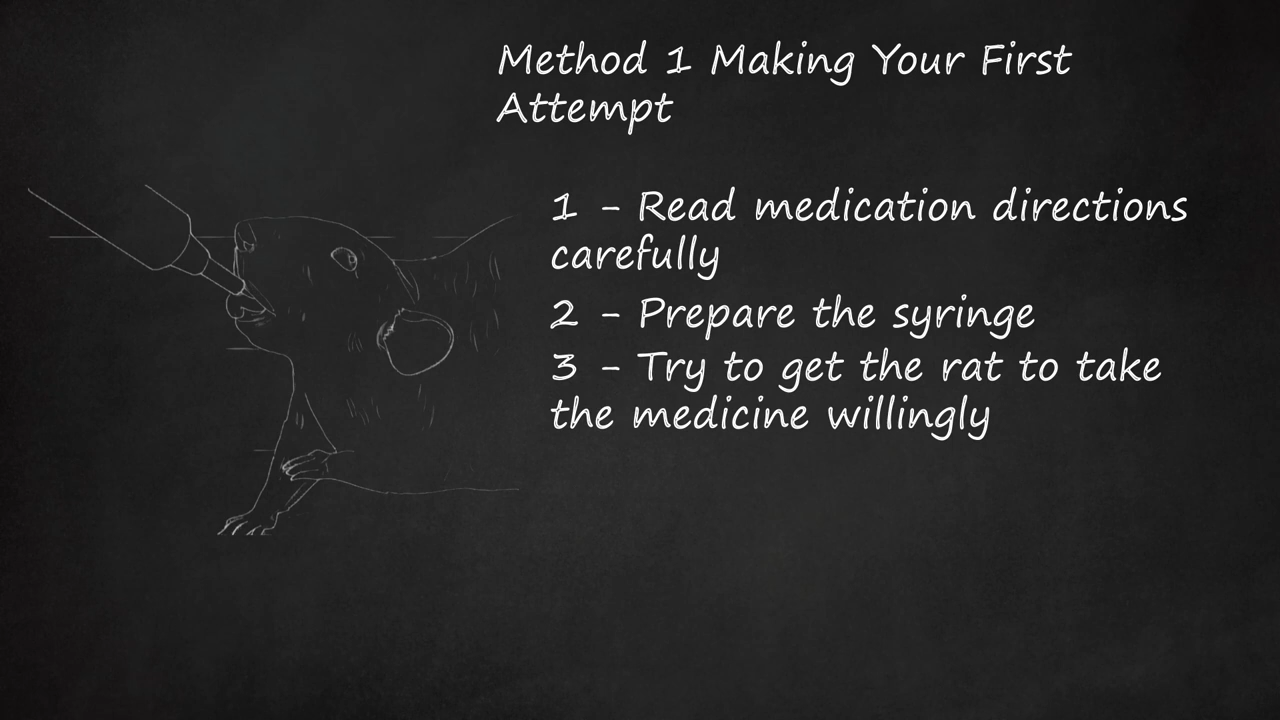 Method 1 Making Your First
Attempt
1 - Read medication directions
carefully
2 - Prepare the syringe
3 - Try to get the rat to take
the medicine willingly